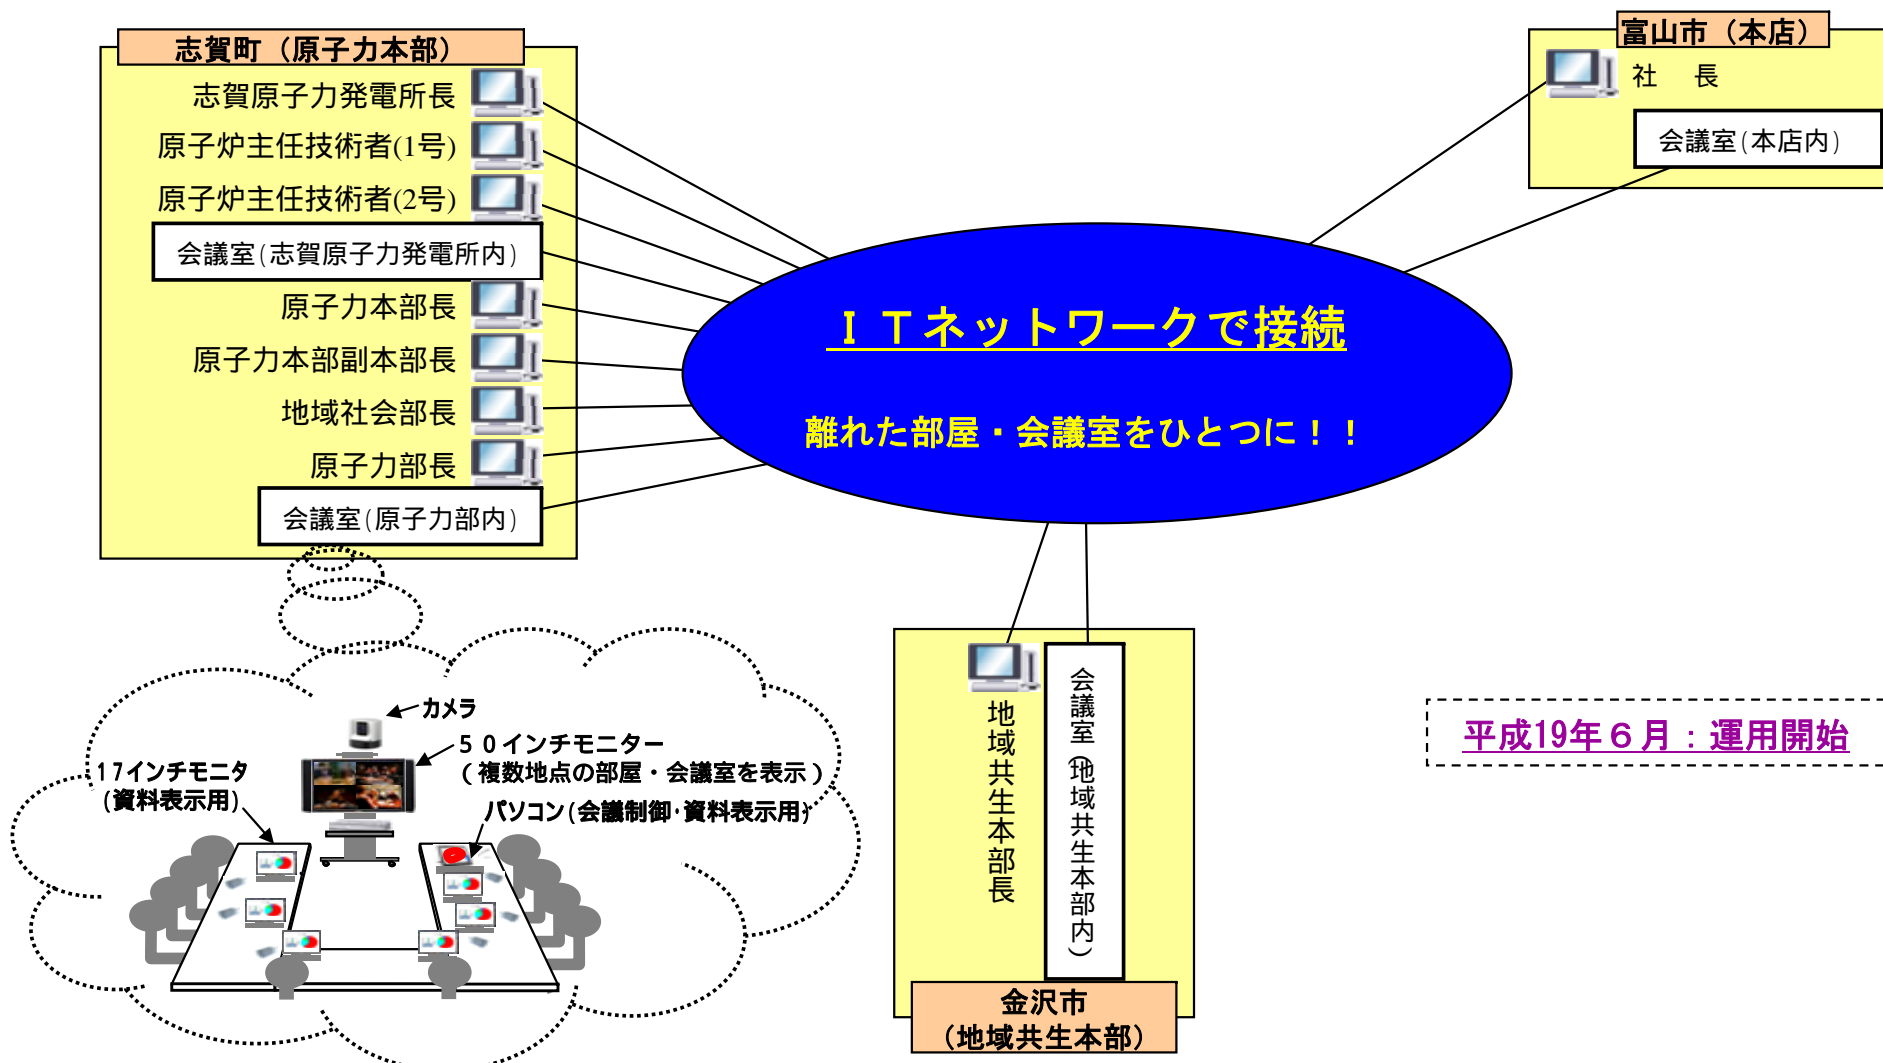 志賀町（原子力本部）
志賀原子力発電所長
原子炉主任技術者(1号)
原子炉主任技術者(2号)
会議室(志賀原子力発電所内)
原子力本部長
原子力本部副本部長
地域社会部長
原子力部長
会議室(原子力部内)
富山市（本店）
社　長
会議室(本店内)
ＩＴネットワークで接続
離れた部屋・会議室をひとつに！！
カメラ
５０インチモニター
（複数地点の部屋・会議室を表示）
17インチモニタ
(資料表示用)
パソコン(会議制御・資料表示用)
地域共生本部長
会議室(地域共生本部内)
金沢市
（地域共生本部）
平成19年６月：運用開始